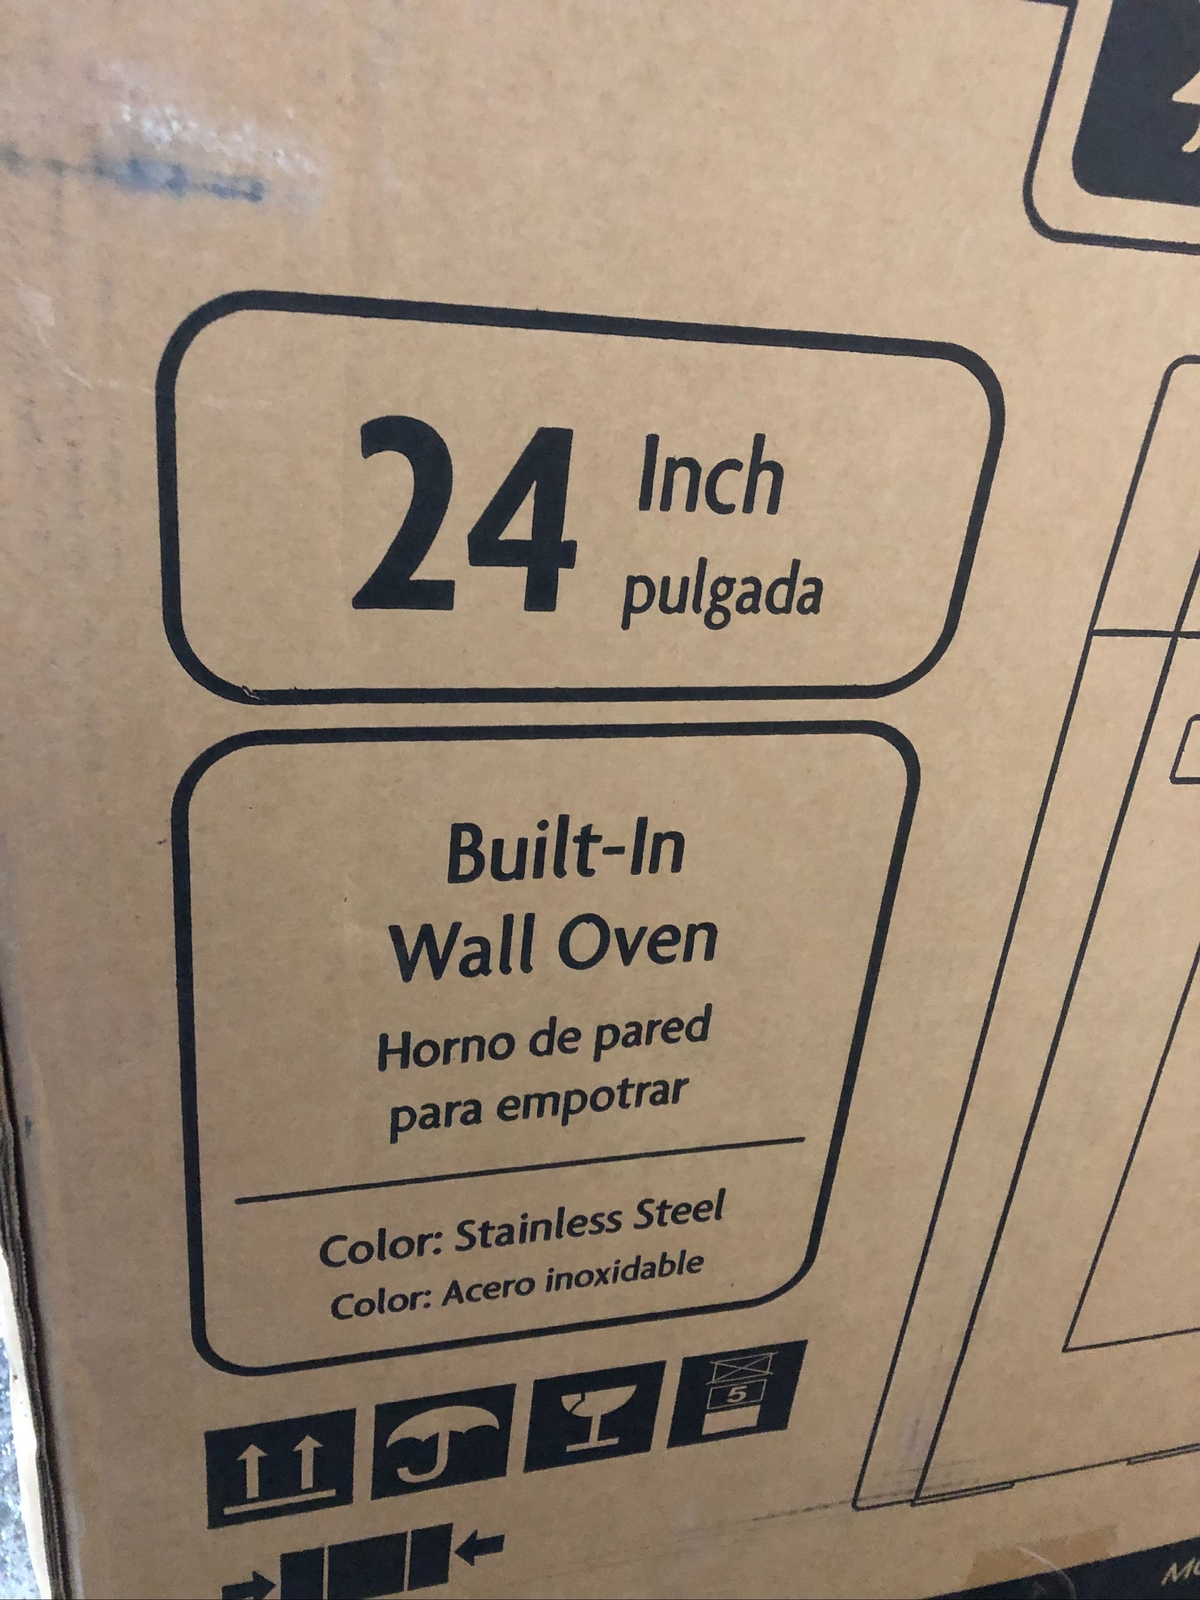 24 Inch
pulgada
Built-In
Wall Oven
Horno de pared
para empotrar
Color: Stainless Steel
Color: Acero inoxidable
5